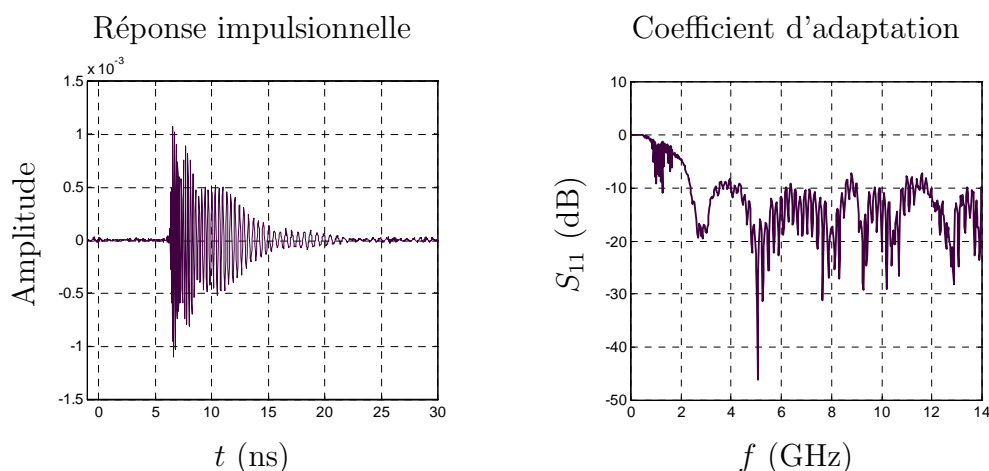 Réponse impulsionnelle
x 10⁻³
1.5
1
0.5
0
-0.5
-1
-1.5
0 5 10 15 20 25 30
Amplitude
t (ns)
Coefficient d'adaptation
10
0
-10
-20
-30
-40
-50
0 2 4 6 8 10 12 14
S₁₁ (dB)
f (GHz)